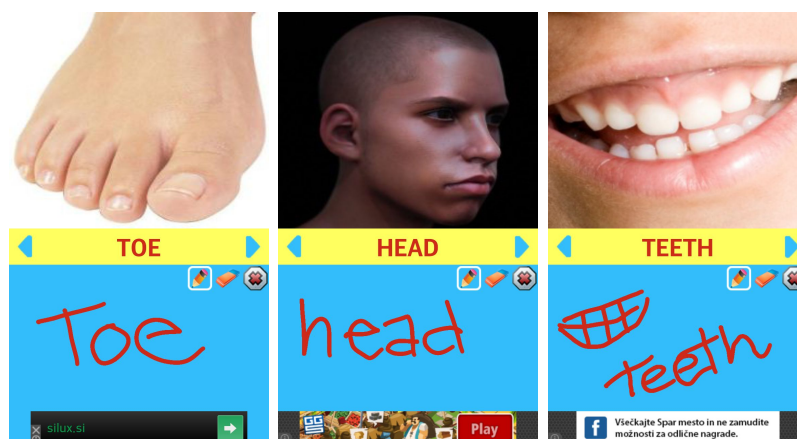 TOE
Toe
silux.si
HEAD
head
GG
Play
TEETH
Teeth
Všečkajte Spar mesto in ne zamudite
možnosti za odlične nagrade.